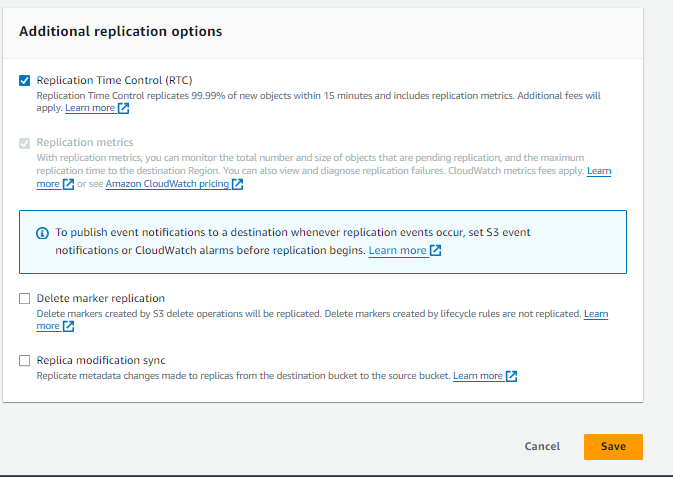 Additional replication options
Replication Time Control (RTC)
Replication Time Control replicates 99.99% of new objects within 15 minutes and includes replication metrics. Additional fees will
apply. Learn more
Replication metrics
With replication metrics, you can monitor the total number and size of objects that are pending replication, and the maximum
replication time to the destination Region. You can also view and diagnose replication failures. CloudWatch metrics fees apply. Learn
more or see Amazon CloudWatch pricing
To publish event notifications to a destination whenever replication events occur, set S3 event
notifications or CloudWatch alarms before replication begins. Learn more
Delete marker replication
Delete markers created by S3 delete operations will be replicated. Delete markers created by lifecycle rules are not replicated. Learn
more
Replica modification sync
Replicate metadata changes made to replicas from the destination bucket to the source bucket. Learn more
Cancel Save